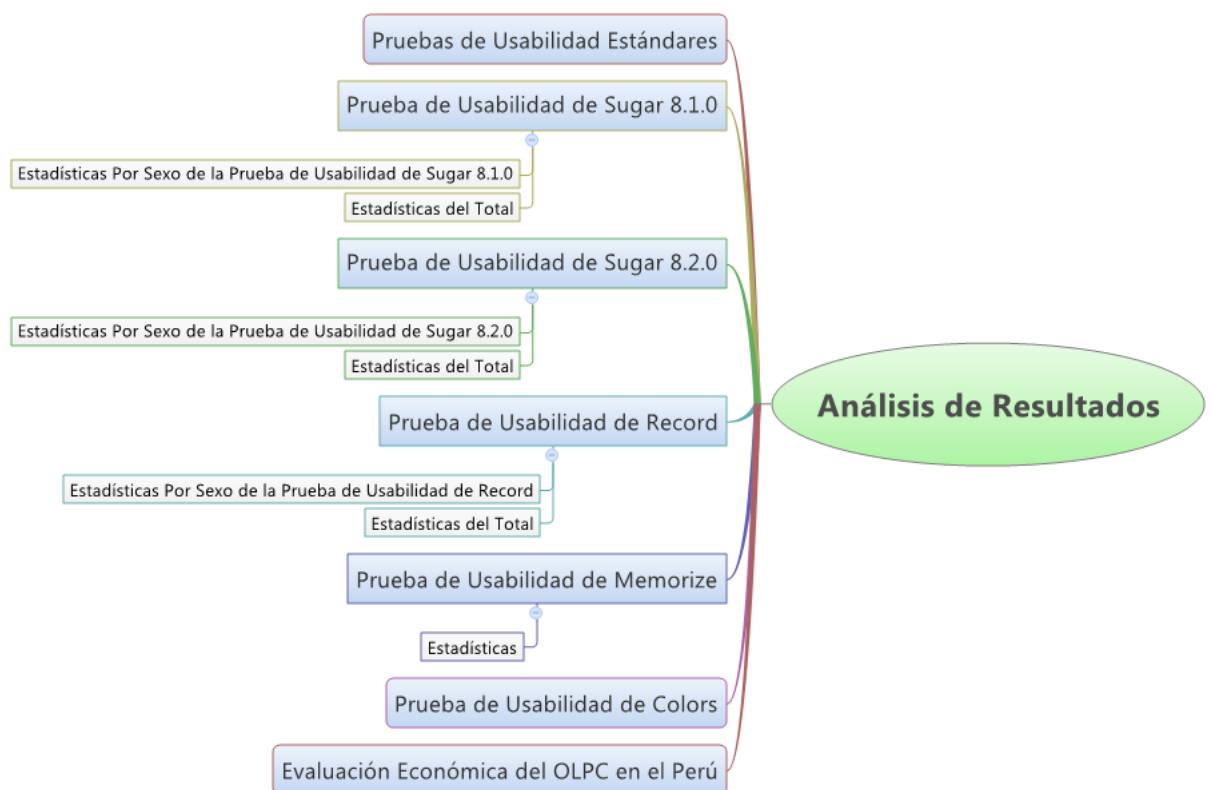 Pruebas de Usabilidad Estándares
Prueba de Usabilidad de Sugar 8.1.0
Estadísticas Por Sexo de la Prueba de Usabilidad de Sugar 8.1.0
Estadísticas del Total
Prueba de Usabilidad de Sugar 8.2.0
Estadísticas Por Sexo de la Prueba de Usabilidad de Sugar 8.2.0
Estadísticas del Total
Prueba de Usabilidad de Record
Estadísticas Por Sexo de la Prueba de Usabilidad de Record
Estadísticas del Total
Prueba de Usabilidad de Memorize
Estadísticas
Prueba de Usabilidad de Colors
Evaluación Económica del OLPC en el Perú
Análisis de Resultados